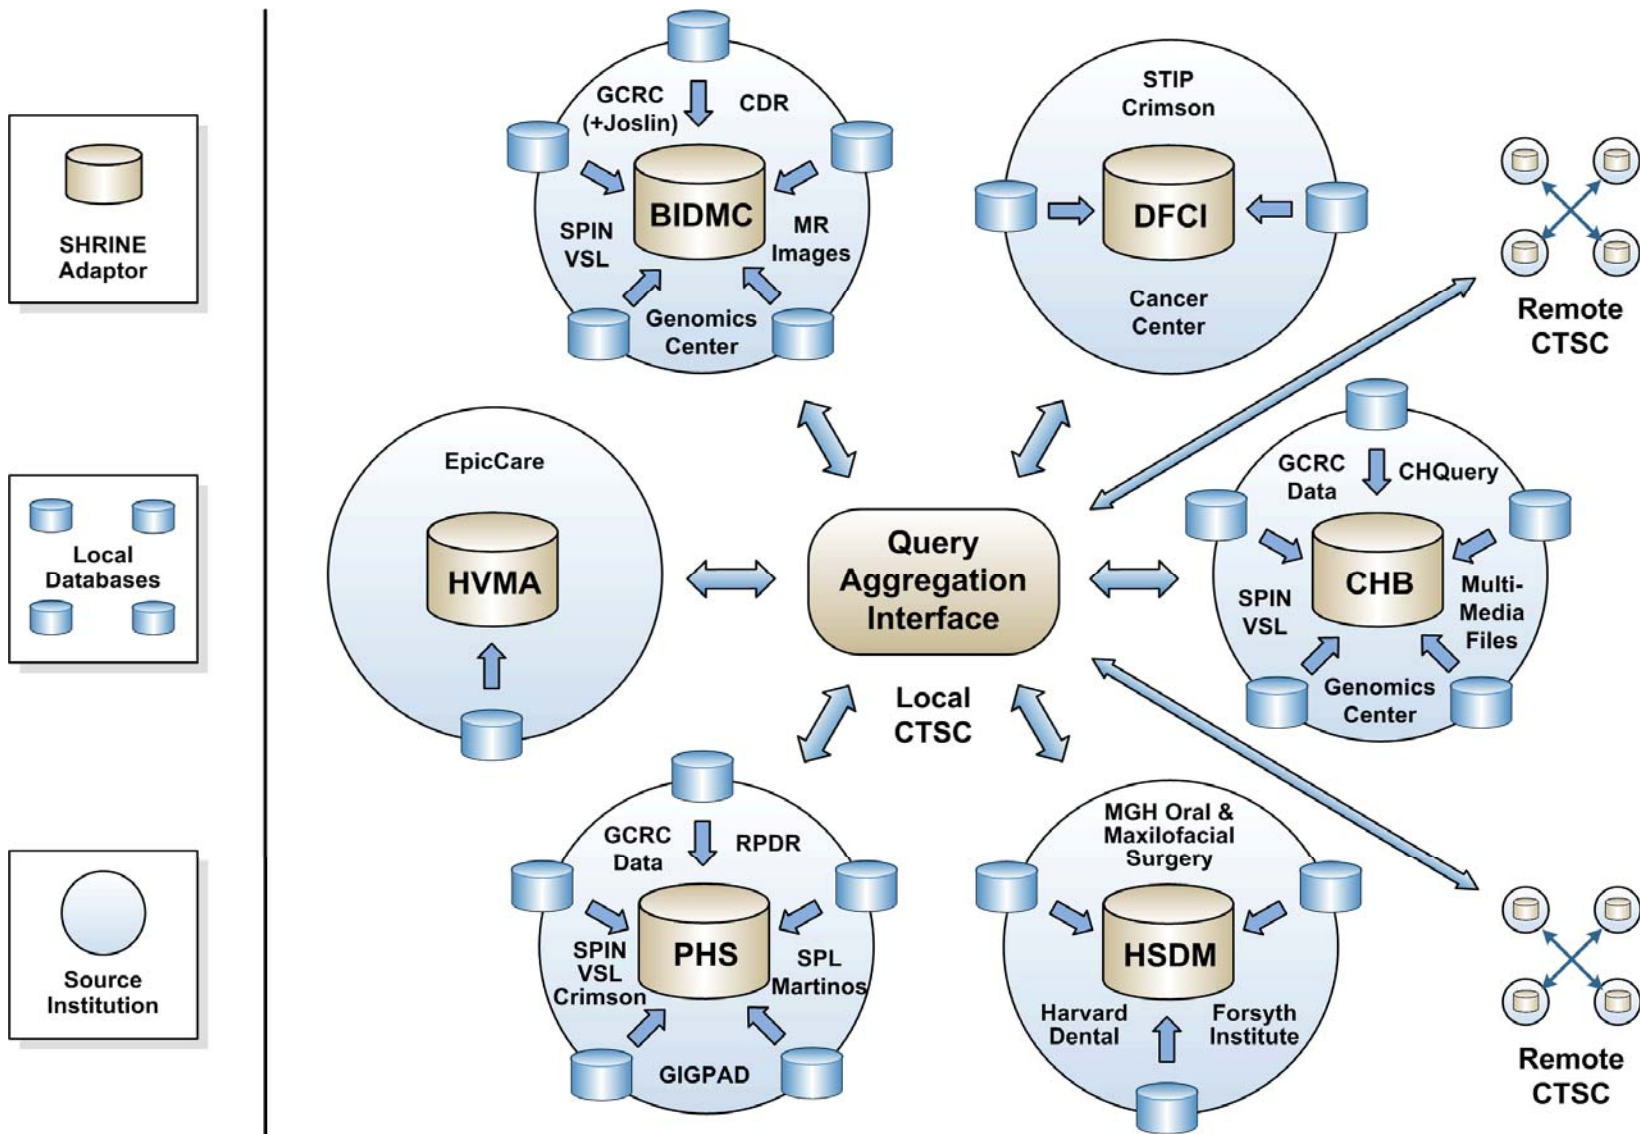 SHRINE
Adaptor
Local
Databases
Source
Institution
GCRC
(+Joslin)
CDR
BIDMC
SPIN
VSL
MR
Images
Genomics
Center
STIP
Crimson
DFCI
Cancer
Center
Remote
CTSC
EpicCare
HVMA
Query
Aggregation
Interface
Local
CTSC
GCRC
Data
CHQuery
CHB
SPIN
VSL
Multi-
Media
Files
Genomics
Center
GCRC
Data
RPDR
PHS
SPIN
VSL
Crimson
SPL
Martinos
GIGPAD
MGH Oral &
Maxilofacial
Surgery
HSDM
Harvard
Dental
Forsyth
Institute
Remote
CTSC